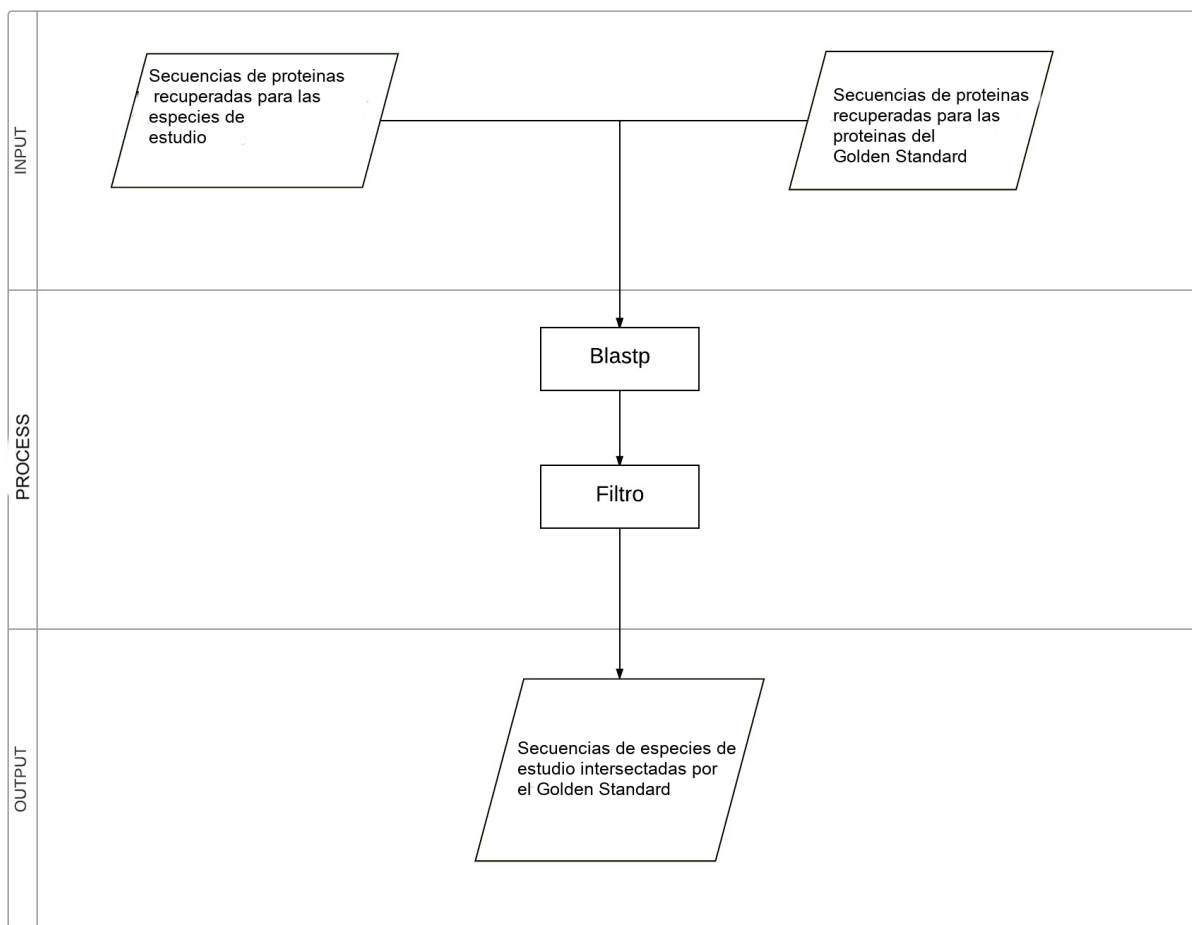 INPUT
Secuencias de proteinas
recuperadas para las
especies de
estudio
Secuencias de proteinas
recuperadas para las
proteinas del
Golden Standard
PROCESS
Blastp
Filtro
OUTPUT
Secuencias de especies de
estudio intersectadas por
el Golden Standard